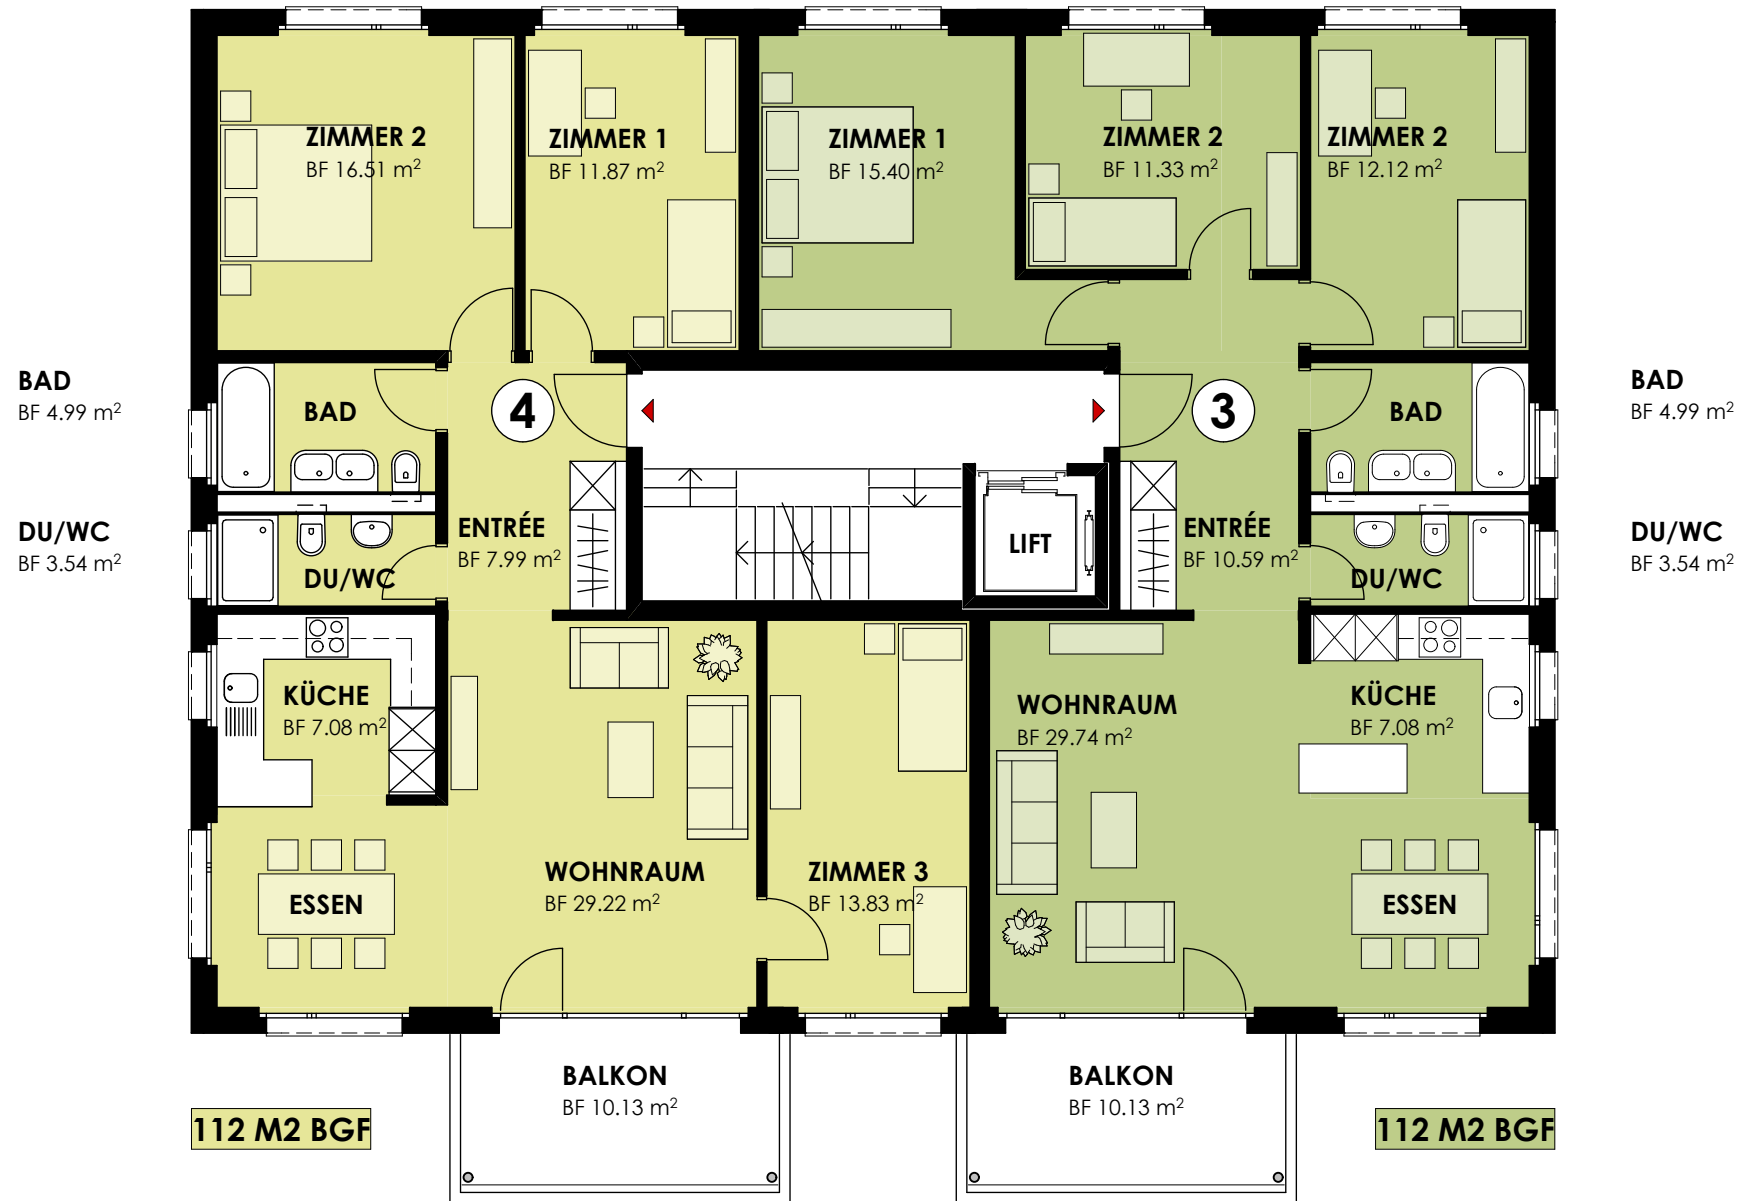 ZIMMER 2
BF 16.51 m²
ZIMMER 1
BF 11.87 m²
ZIMMER 1
BF 15.40 m²
ZIMMER 2
BF 11.33 m²
ZIMMER 2
BF 12.12 m²
BAD
BF 4.99 m²
BAD
4
3
BAD
BAD
BF 4.99 m²
DU/WC
BF 3.54 m²
DU/WC
ENTRÉE
BF 7.99 m²
LIFT
ENTRÉE
BF 10.59 m²
DU/WC
DU/WC
BF 3.54 m²
KÜCHE
BF 7.08 m²
WOHNRAUM
BF 29.74 m²
KÜCHE
BF 7.08 m²
ESSEN
WOHNRAUM
BF 29.22 m²
ZIMMER 3
BF 13.83 m²
ESSEN
BALKON
BF 10.13 m²
BALKON
BF 10.13 m²
112 M2 BGF
112 M2 BGF